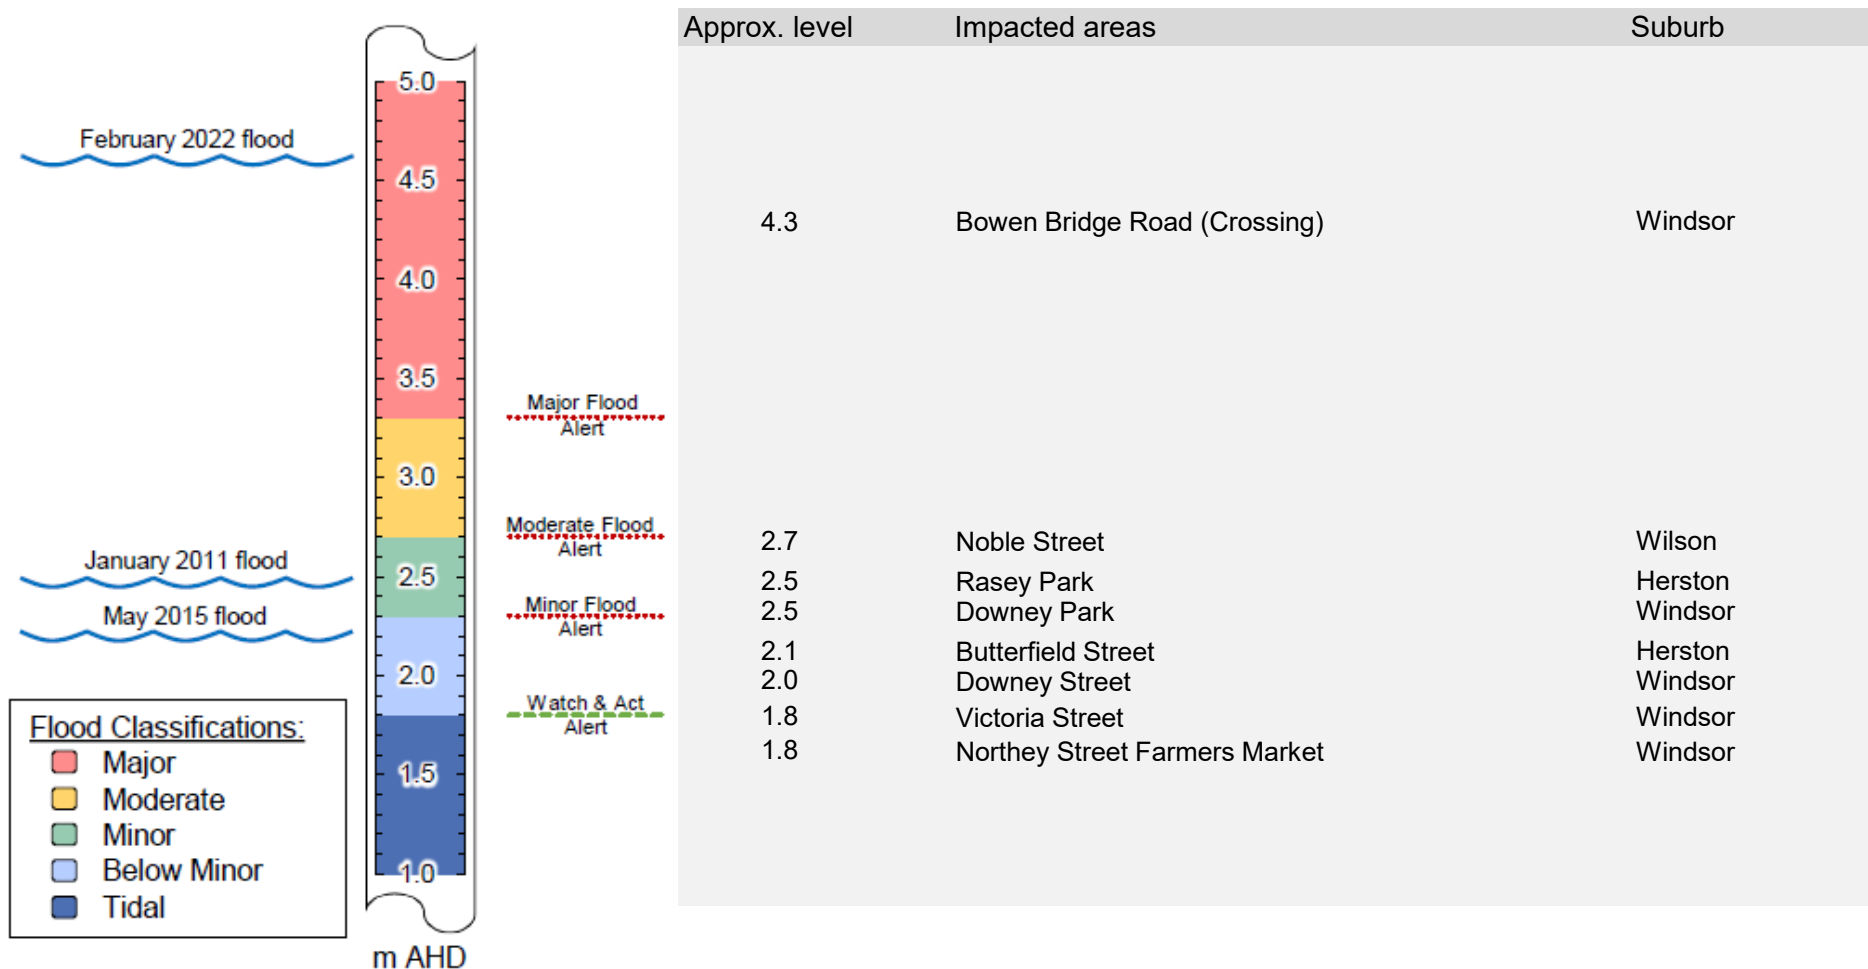 Approx. level Impacted areas Suburb
5.0
February 2022 flood
4.5
4.3 Bowen Bridge Road (Crossing) Windsor
4.0
3.5
Major Flood
Alert
3.0
Moderate Flood
Alert
2.7 Noble Street Wilson
January 2011 flood
2.5
2.5 Rasey Park Herston
2.5 Downey Park Windsor
May 2015 flood
Minor Flood
Alert
2.1 Butterfield Street Herston
2.0
2.0 Downey Street Windsor
Watch & Act
Alert
1.8 Victoria Street Windsor
1.8 Northey Street Farmers Market Windsor
1.5
1.0
Flood Classifications:
Major
Moderate
Minor
Below Minor
Tidal
m AHD